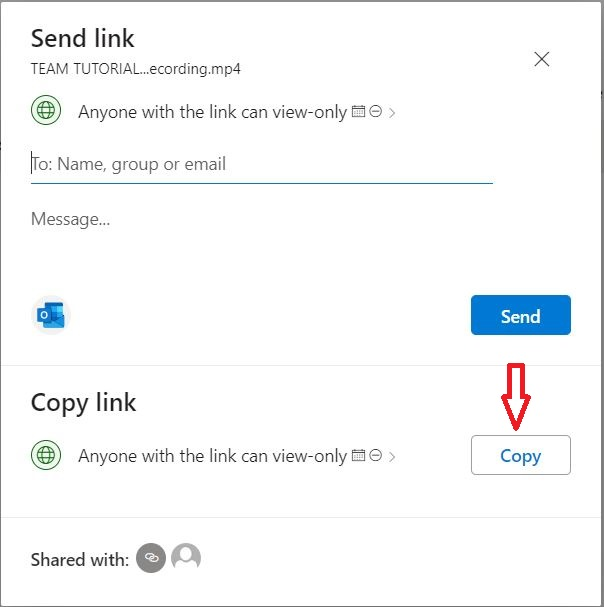 Send link
TEAM TUTORIAL...ecording.mp4
Anyone with the link can view-only
To: Name, group or email
Message...
Send
Copy link
Anyone with the link can view-only
Copy
Shared with: